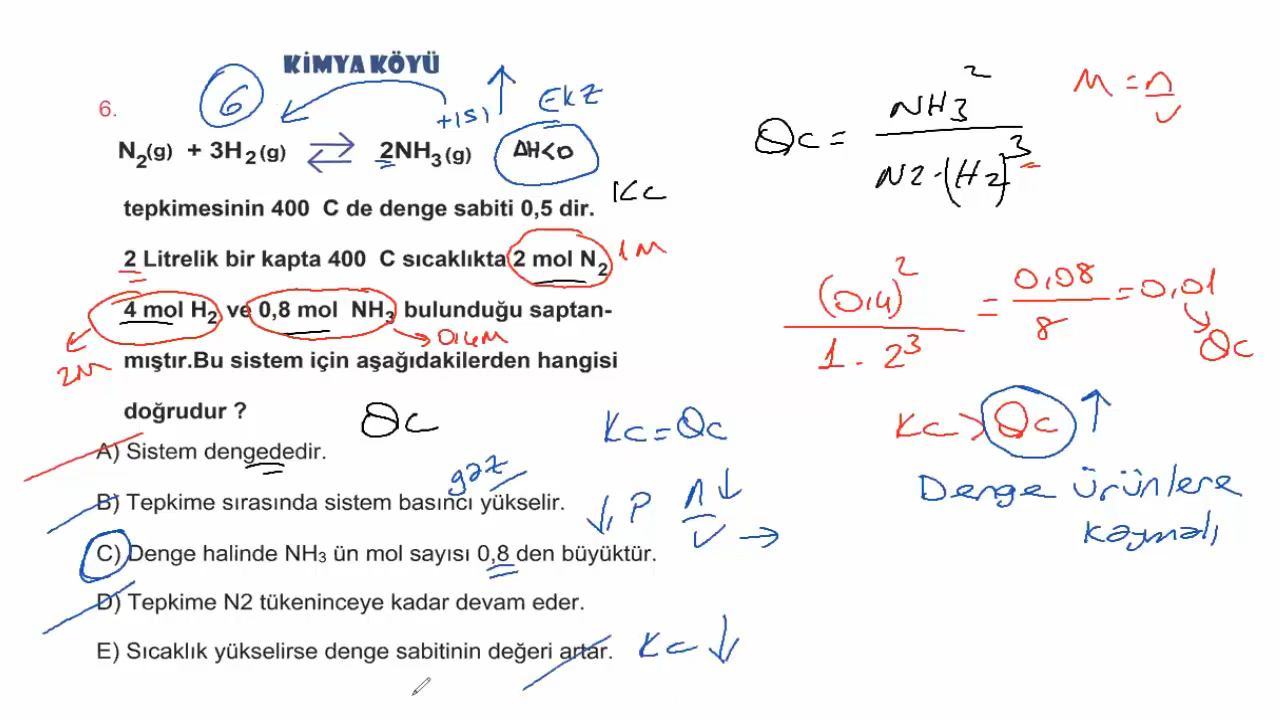 KİMYA KÖYÜ
6.
6
+ısı ↑
Ekz
N2(g) + 3H2(g) ⇌ 2NH3(g) ΔH<0
Kc
tepkimesinin 400 C de denge sabiti 0,5 dir.
2 Litrelik bir kapta 400 C sıcaklıkta 2 mol N2 1M
4 mol H2 ve 0,8 mol NH3 bulunduğu saptan-
2M 0,4M
mıştır.Bu sistem için aşağıdakilerden hangisi
doğrudur ?
Qc
A) Sistem dengededir.
Kc = Qc
gaz
B) Tepkime sırasında sistem basıncı yükselir.
↓ P n↓
V →
C) Denge halinde NH3 ün mol sayısı 0,8 den büyüktür.
D) Tepkime N2 tükeninceye kadar devam eder.
E) Sıcaklık yükselirse denge sabitinin değeri artar. Kc ↓
Qc = NH3^2
N2.(H2)^3
M = n
V
(0,4)^2 = 0,08 = 0,01
1 . 2^3 8
Qc
Kc > Qc ↑
Denge ürünlere
kaymalı